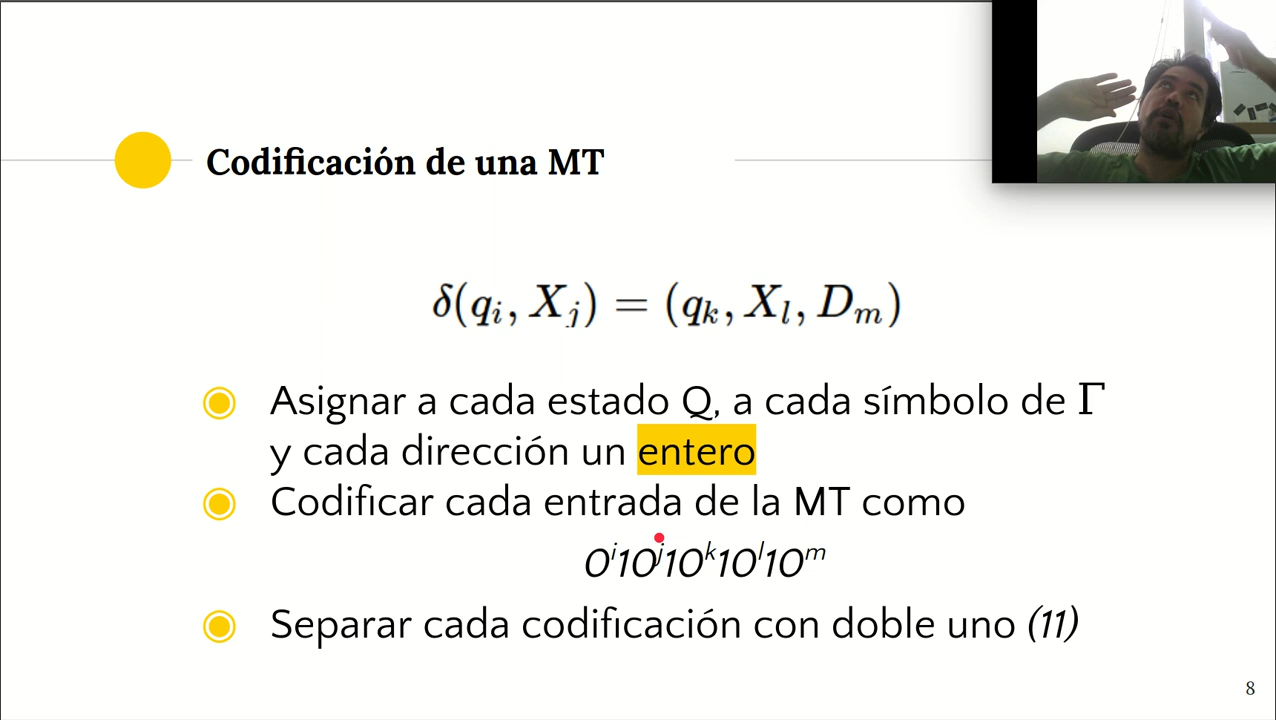 Codificación de una MT
δ(qᵢ, Xⱼ) = (qₖ, Xₗ, Dₘ)
Asignar a cada estado Q, a cada símbolo de Γ
y cada dirección un entero
Codificar cada entrada de la MT como
0ⁱ10ʲ10ᵏ10ˡ10ᵐ
Separar cada codificación con doble uno (11)
8